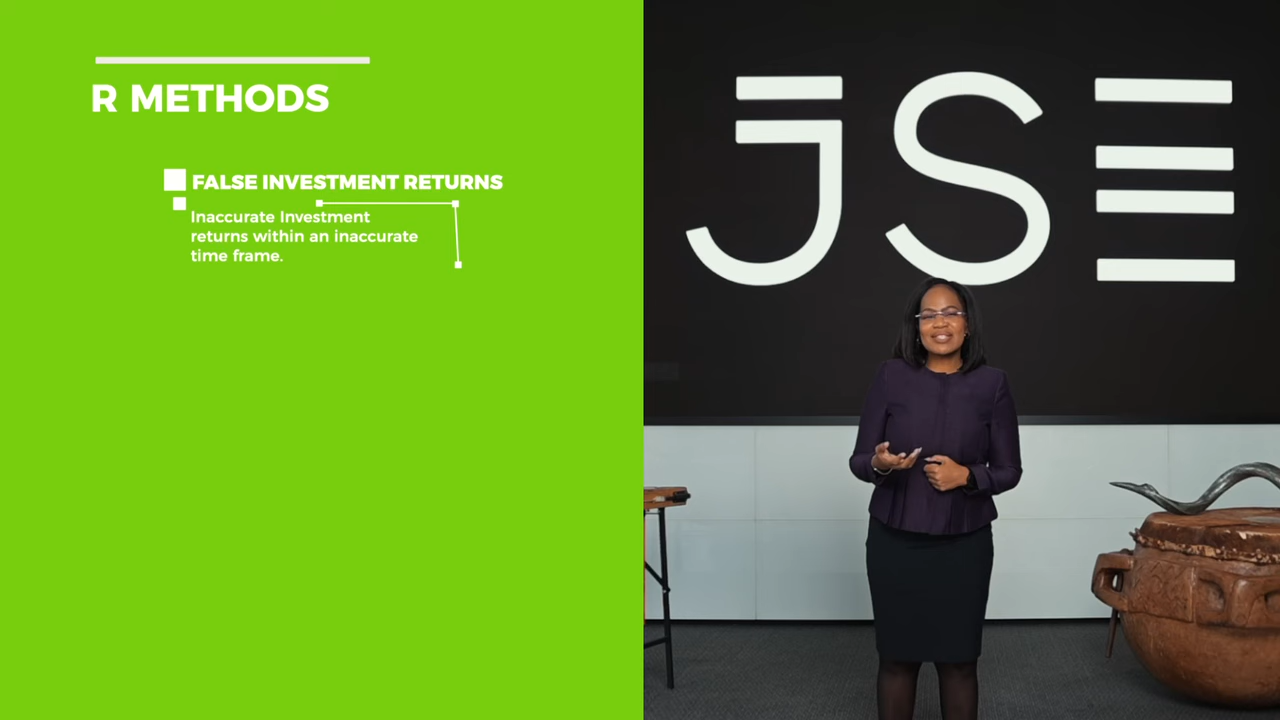 R METHODS
FALSE INVESTMENT RETURNS
Inaccurate Investment
returns within an inaccurate
time frame.
JSE